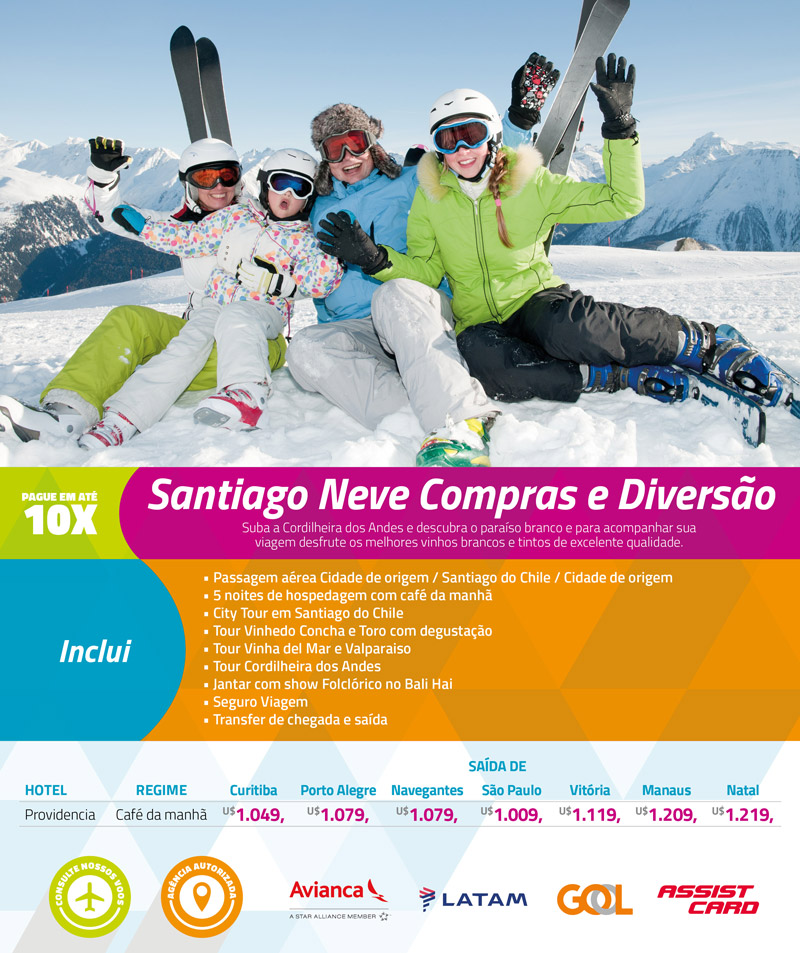 PAGUE EM ATÉ
10X
Santiago Neve Compras e Diversão
Suba a Cordilheira dos Andes e descubra o paraíso branco e para acompanhar sua
viagem desfrute os melhores vinhos brancos e tintos de excelente qualidade.
Inclui
• Passagem aérea Cidade de origem / Santiago do Chile / Cidade de origem
• 5 noites de hospedagem com café da manhã
• City Tour em Santiago do Chile
• Tour Vinhedo Concha e Toro com degustação
• Tour Vinha del Mar e Valparaiso
• Tour Cordilheira dos Andes
• Jantar com show Folclórico no Bali Hai
• Seguro Viagem
• Transfer de chegada e saída
SAÍDA DE
HOTEL REGIME Curitiba Porto Alegre Navegantes São Paulo Vitória Manaus Natal
Providencia Café da manhã U$1.049, U$1.079, U$1.079, U$1.009, U$1.119, U$1.209, U$1.219,
CONSULTE NOSSOS VOOS
AGÊNCIA AUTORIZADA
Avianca
A STAR ALLIANCE MEMBER
LATAM
GOL
ASSIST
CARD